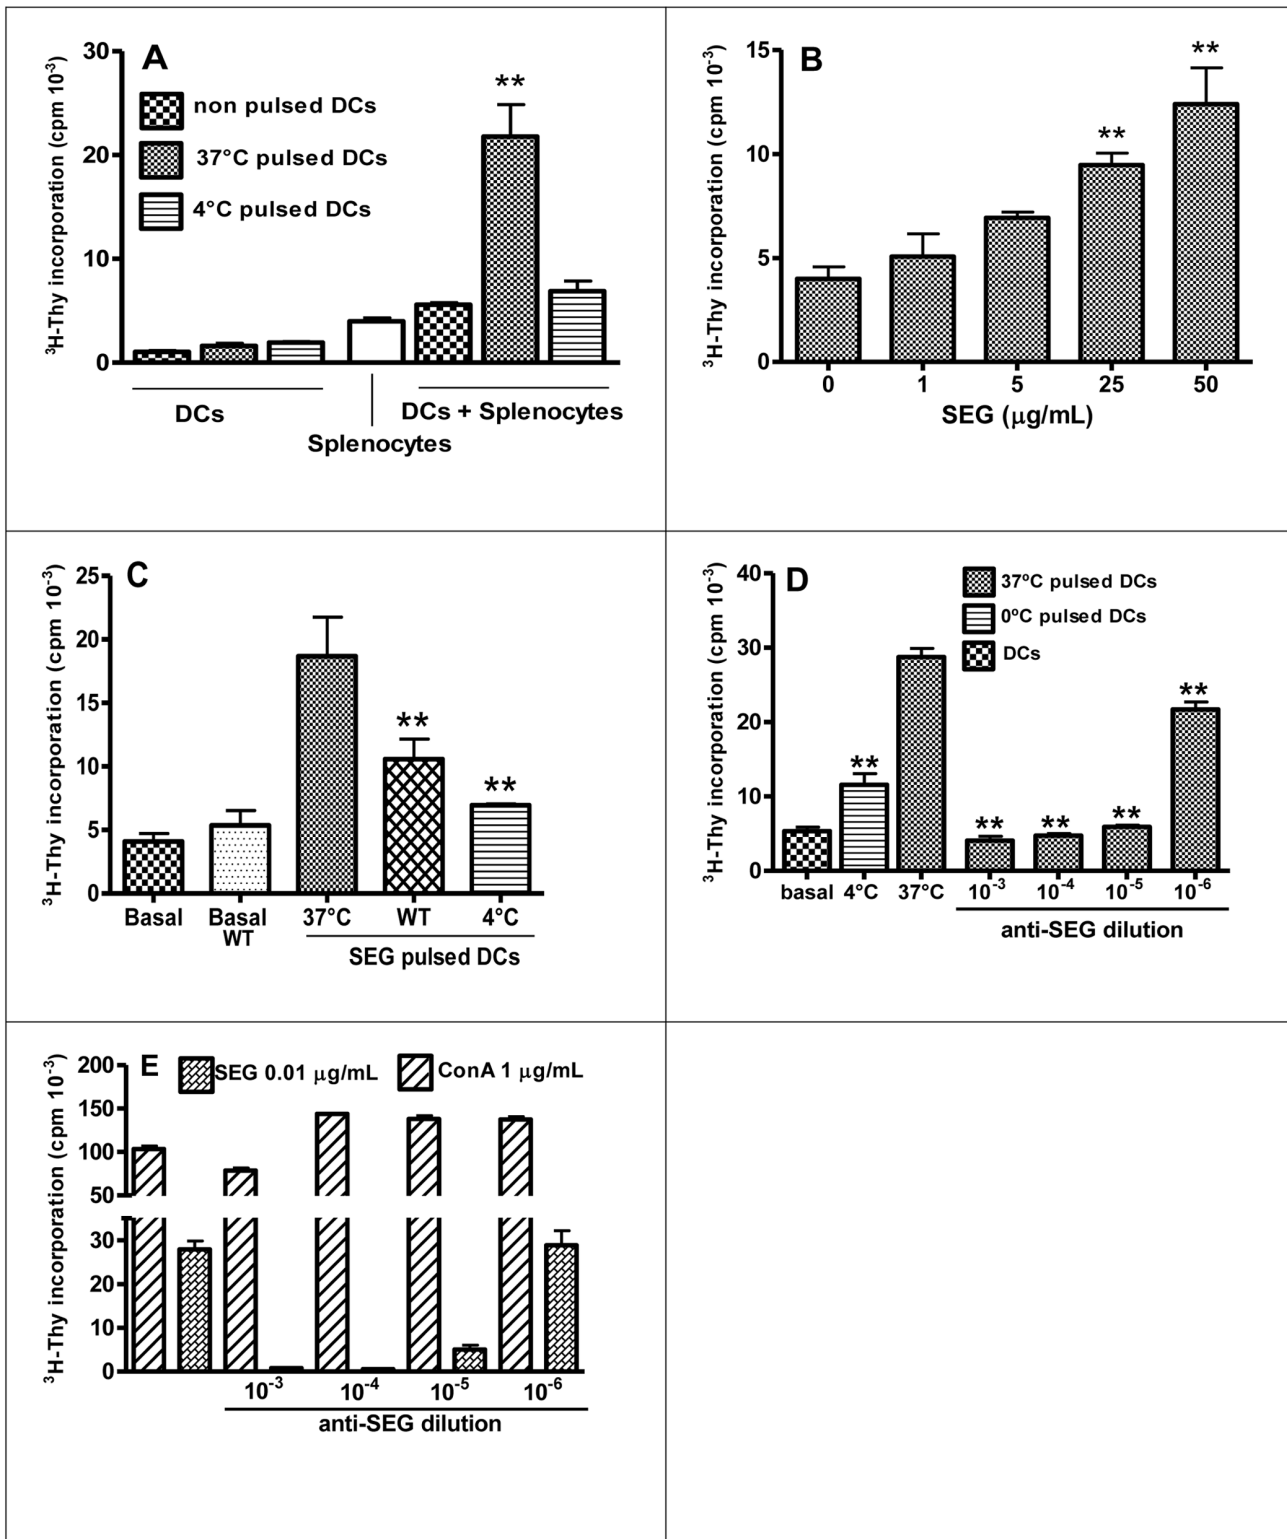 A
³H-Thy incorporation (cpm 10⁻³)
30
20
10
0
non pulsed DCs
37°C pulsed DCs
4°C pulsed DCs
**
DCs
Splenocytes
DCs + Splenocytes
B
³H-Thy incorporation (cpm 10⁻³)
15
10
5
0
**
**
0 1 5 25 50
SEG (μg/mL)
C
³H-Thy incorporation (cpm 10⁻³)
25
20
15
10
5
0
**
**
Basal Basal 37°C WT 4°C
WT
SEG pulsed DCs
D
³H-Thy incorporation (cpm 10⁻³)
40
30
20
10
0
37ºC pulsed DCs
0ºC pulsed DCs
DCs
**
**
**
**
**
basal 4°C 37ºC 10⁻³ 10⁻⁴ 10⁻⁵ 10⁻⁶
anti-SEG dilution
E
³H-Thy incorporation (cpm 10⁻³)
200
150
100
50
30
20
10
0
SEG 0.01 μg/mL
ConA 1 μg/mL
10⁻³ 10⁻⁴ 10⁻⁵ 10⁻⁶
anti-SEG dilution